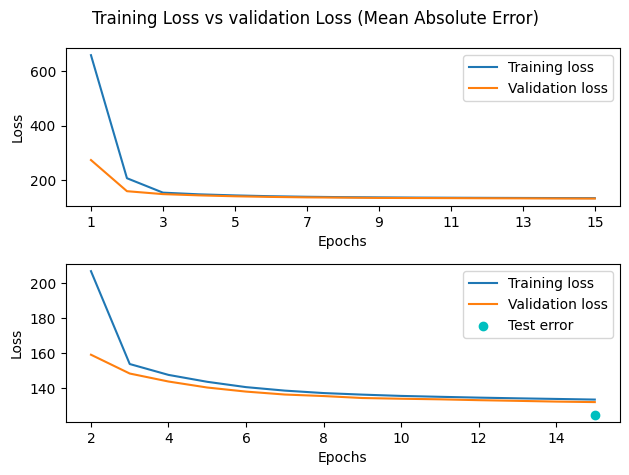 Training Loss vs validation Loss (Mean Absolute Error)
600
400
200
Loss
Training loss
Validation loss
1 3 5 7 9 11 13 15
Epochs
200
180
160
140
Loss
Training loss
Validation loss
Test error
2 4 6 8 10 12 14
Epochs